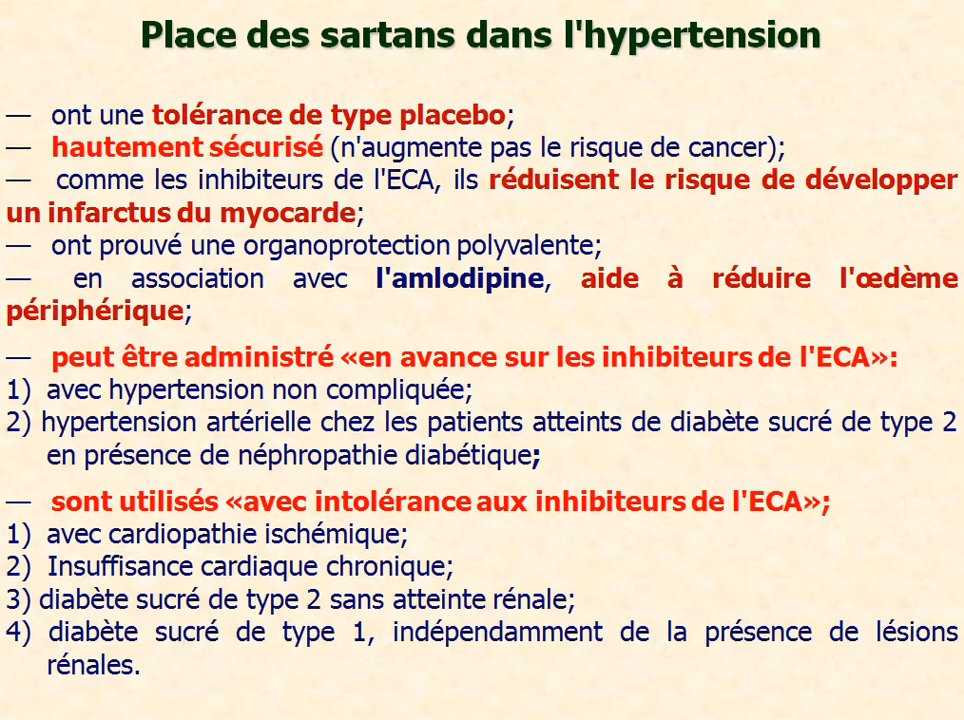 Place des sartans dans l'hypertension
— ont une tolérance de type placebo;
— hautement sécurisé (n'augmente pas le risque de cancer);
— comme les inhibiteurs de l'ECA, ils réduisent le risque de développer
un infarctus du myocarde;
— ont prouvé une organoprotection polyvalente;
— en association avec l'amlodipine, aide à réduire l'œdème
périphérique;
— peut être administré «en avance sur les inhibiteurs de l'ECA»:
1) avec hypertension non compliquée;
2) hypertension artérielle chez les patients atteints de diabète sucré de type 2
en présence de néphropathie diabétique;
— sont utilisés «avec intolérance aux inhibiteurs de l'ECA»;
1) avec cardiopathie ischémique;
2) Insuffisance cardiaque chronique;
3) diabète sucré de type 2 sans atteinte rénale;
4) diabète sucré de type 1, indépendamment de la présence de lésions
rénales.